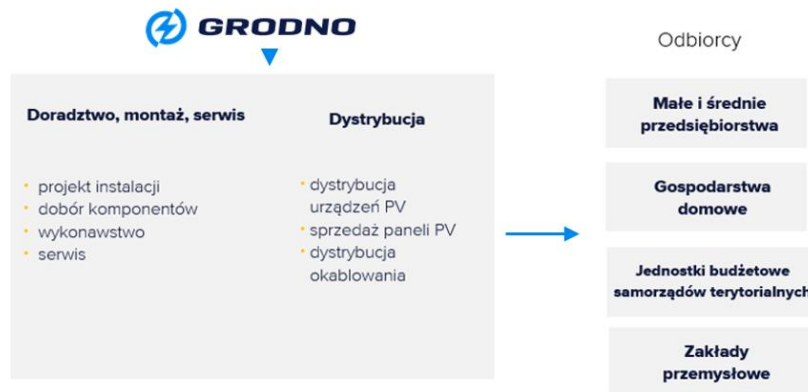 GRODNO
Doradztwo, montaż, serwis
projekt instalacji
dobór komponentów
wykonawstwo
serwis
Dystrybucja
dystrybucja
urządzeń PV
sprzedaż paneli PV
dystrybucja
okablowania
Odbiorcy
Małe i średnie
przedsiębiorstwa
Gospodarstwa
domowe
Jednostki budżetowe
samorządów terytorialnych
Zakłady
przemysłowe